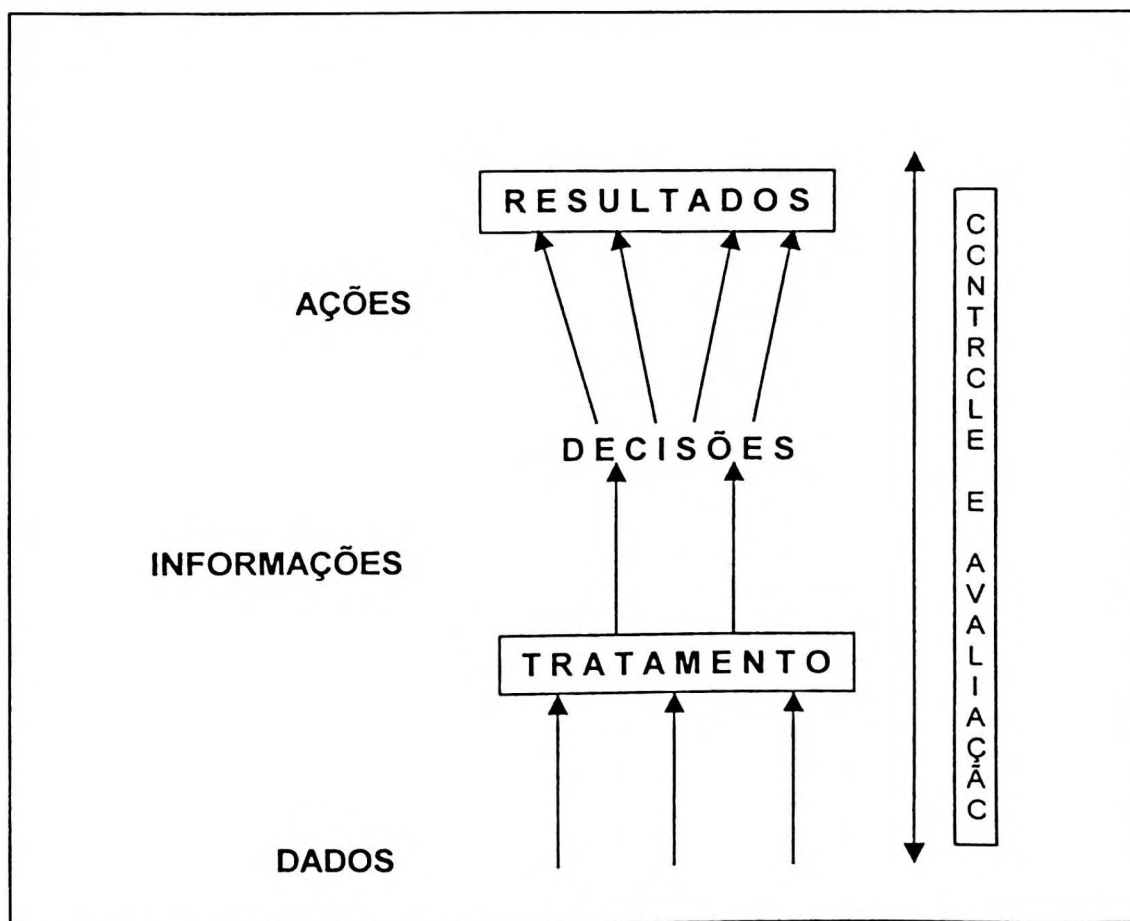 RESULTADOS
AÇÕES
DECISÕES
INFORMAÇÕES
TRATAMENTO
DADOS
CCNTRCLE E AVALIAÇÃC